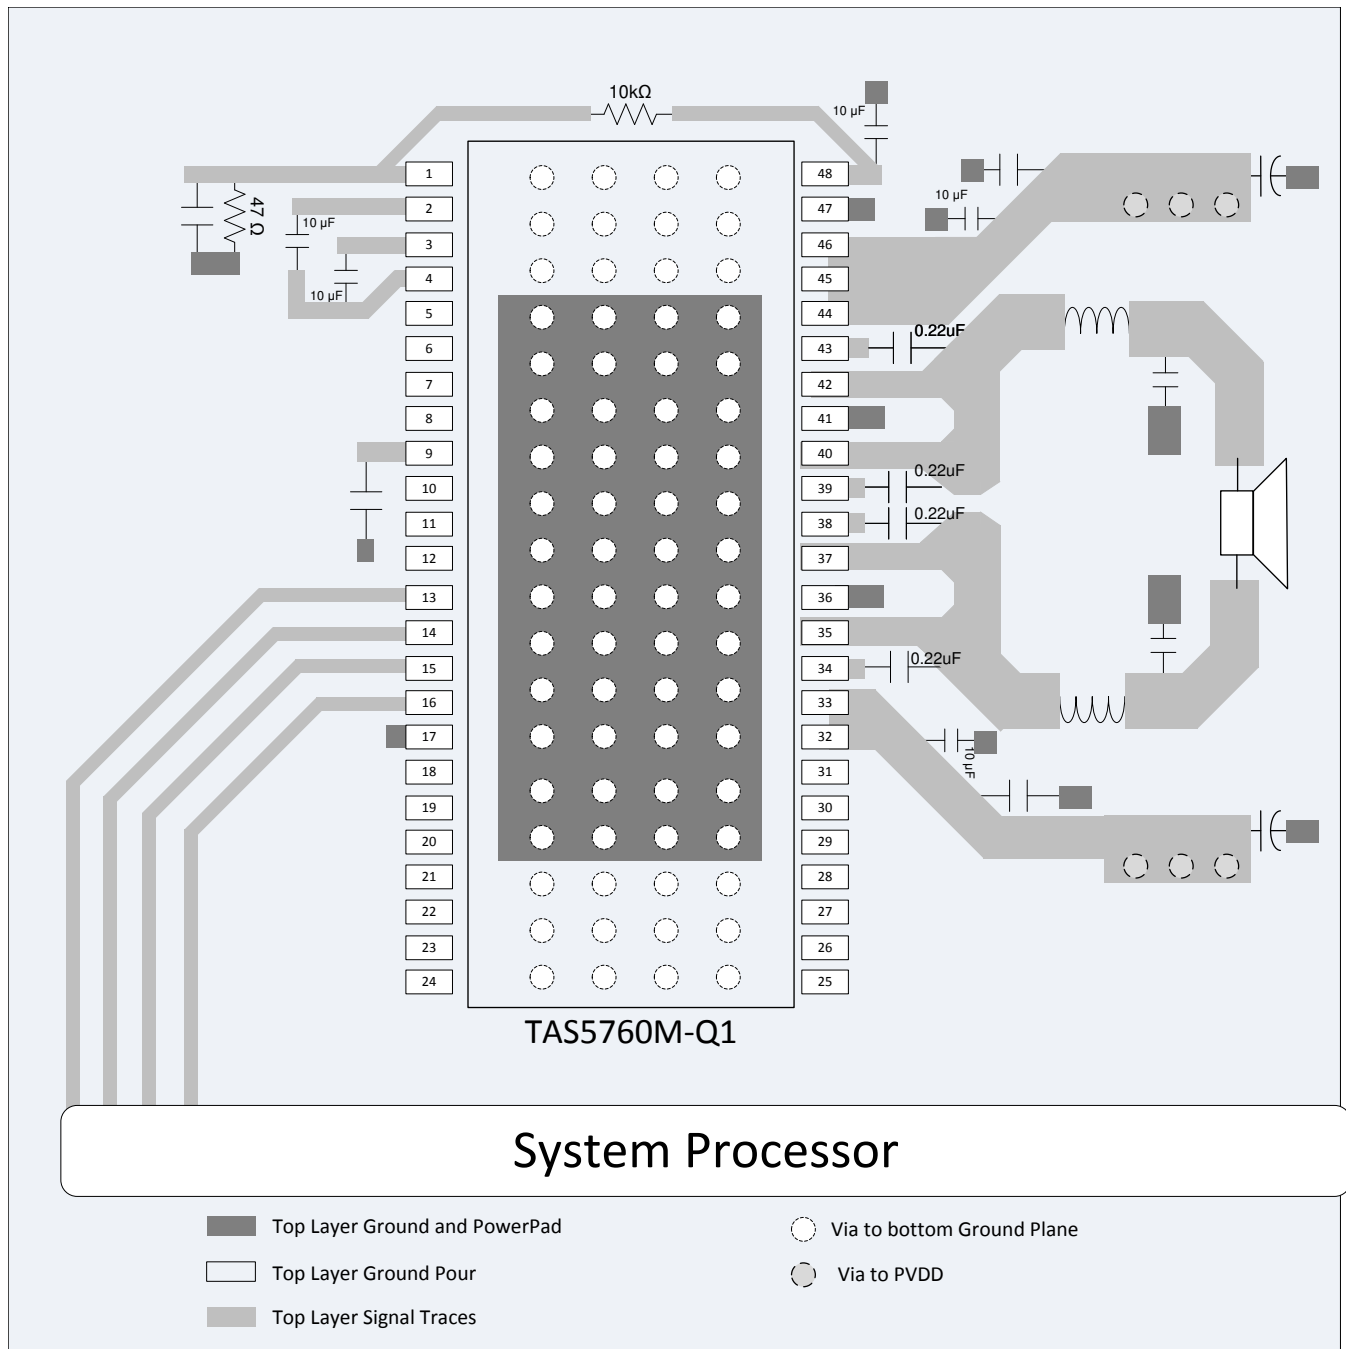 10kΩ
10 µF
1
48
47 Ω
2
10 µF
47
10 µF
3
46
4
45
10 µF
5
44
6
43
0.22uF
7
42
8
41
9
40
0.22uF
10
39
11
38
0.22uF
12
37
13
36
14
35
15
34
0.22uF
16
33
17
32
10 µF
18
31
19
30
20
29
21
28
22
27
23
26
24
25
TAS5760M-Q1
System Processor
Top Layer Ground and PowerPad
Via to bottom Ground Plane
Top Layer Ground Pour
Via to PVDD
Top Layer Signal Traces